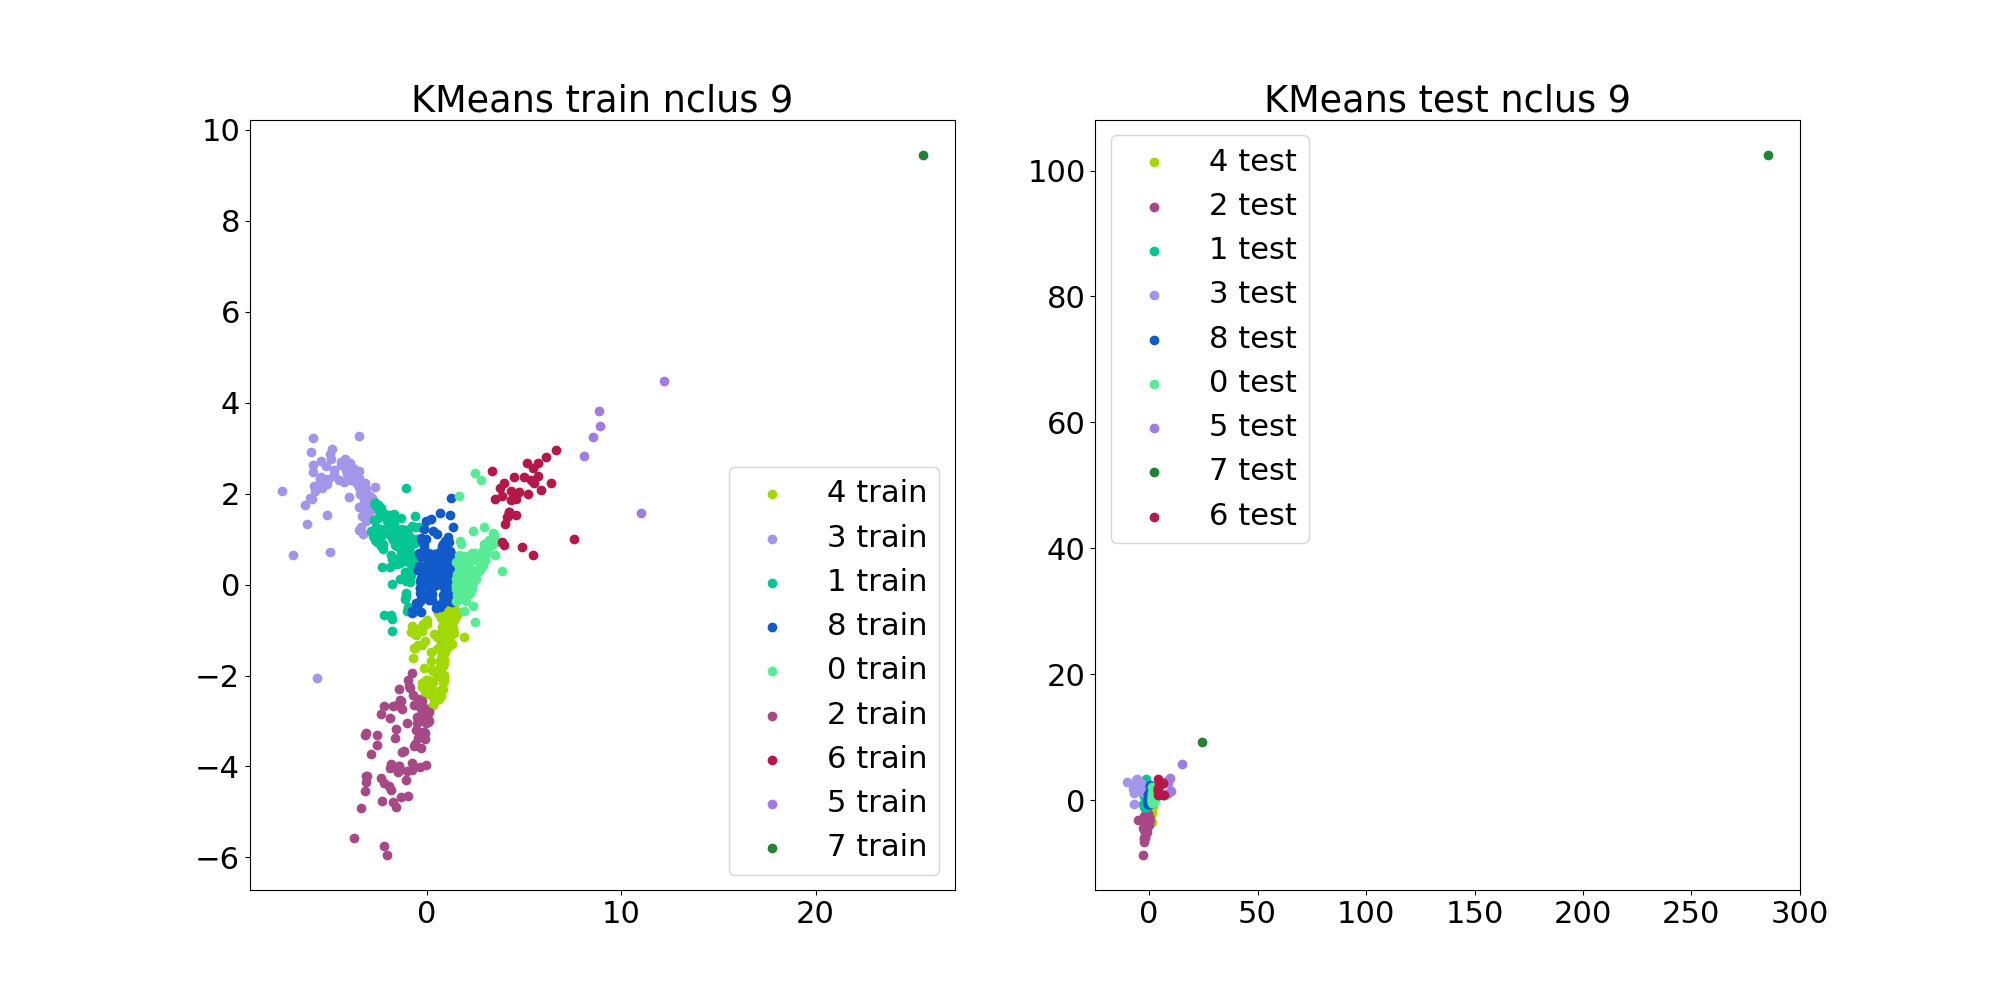 KMeans train nclus 9
10
8
6
4
2
0
−2
−4
−6
0
10
20
4 train
3 train
1 train
8 train
0 train
2 train
6 train
5 train
7 train
KMeans test nclus 9
100
80
60
40
20
0
0
50
100
150
200
250
300
4 test
2 test
1 test
3 test
8 test
0 test
5 test
7 test
6 test